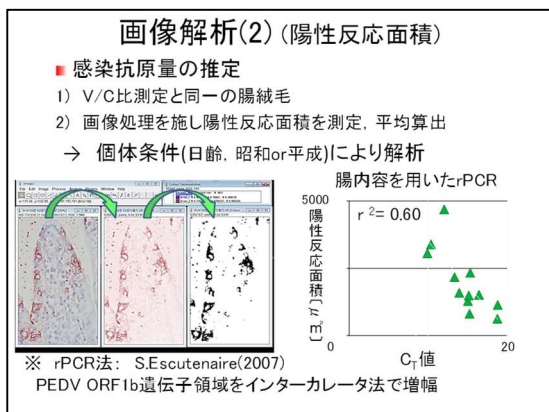 画像解析(2) (陽性反応面積)
感染抗原量の推定
1) V/C比測定と同一の腸絨毛
2) 画像処理を施し陽性反応面積を測定, 平均算出
→ 個体条件(日齢, 昭和or平成)により解析
腸内容を用いたrPCR
5000
陽性反応面積(μm²)
r²= 0.60
0
20
C_T値
※ rPCR法: S.Escutenaire(2007)
PEDV ORF1b遺伝子領域をインターカレータ法で増幅